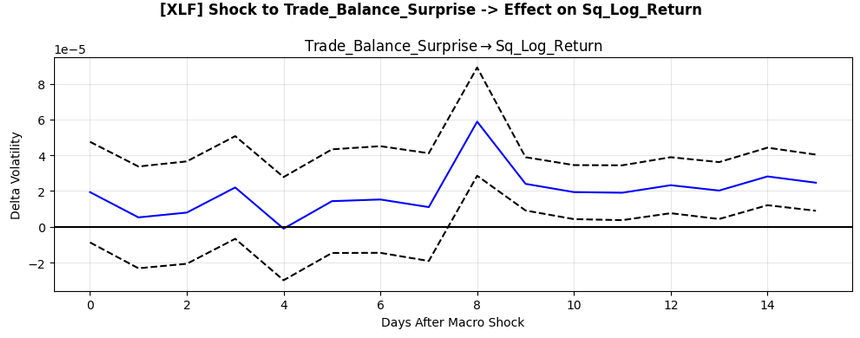 [XLF] Shock to Trade_Balance_Surprise -> Effect on Sq_Log_Return
Trade_Balance_Surprise → Sq_Log_Return
1e−5
8
6
4
2
0
−2
Delta Volatility
0 2 4 6 8 10 12 14
Days After Macro Shock